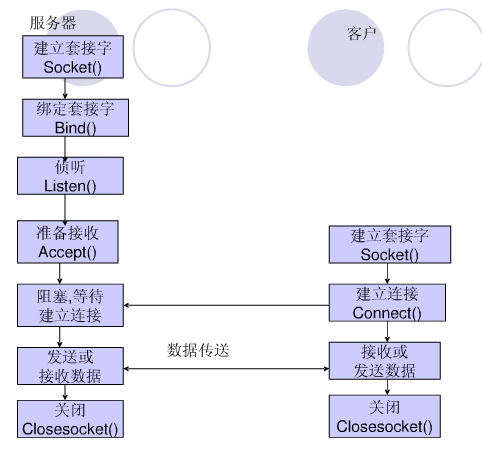 服务器
客户
建立套接字
Socket()
绑定套接字
Bind()
侦听
Listen()
准备接收
Accept()
阻塞,等待
建立连接
发送或
接收数据
关闭
Closesocket()
数据传送
建立套接字
Socket()
建立连接
Connect()
接收或
发送数据
关闭
Closesocket()